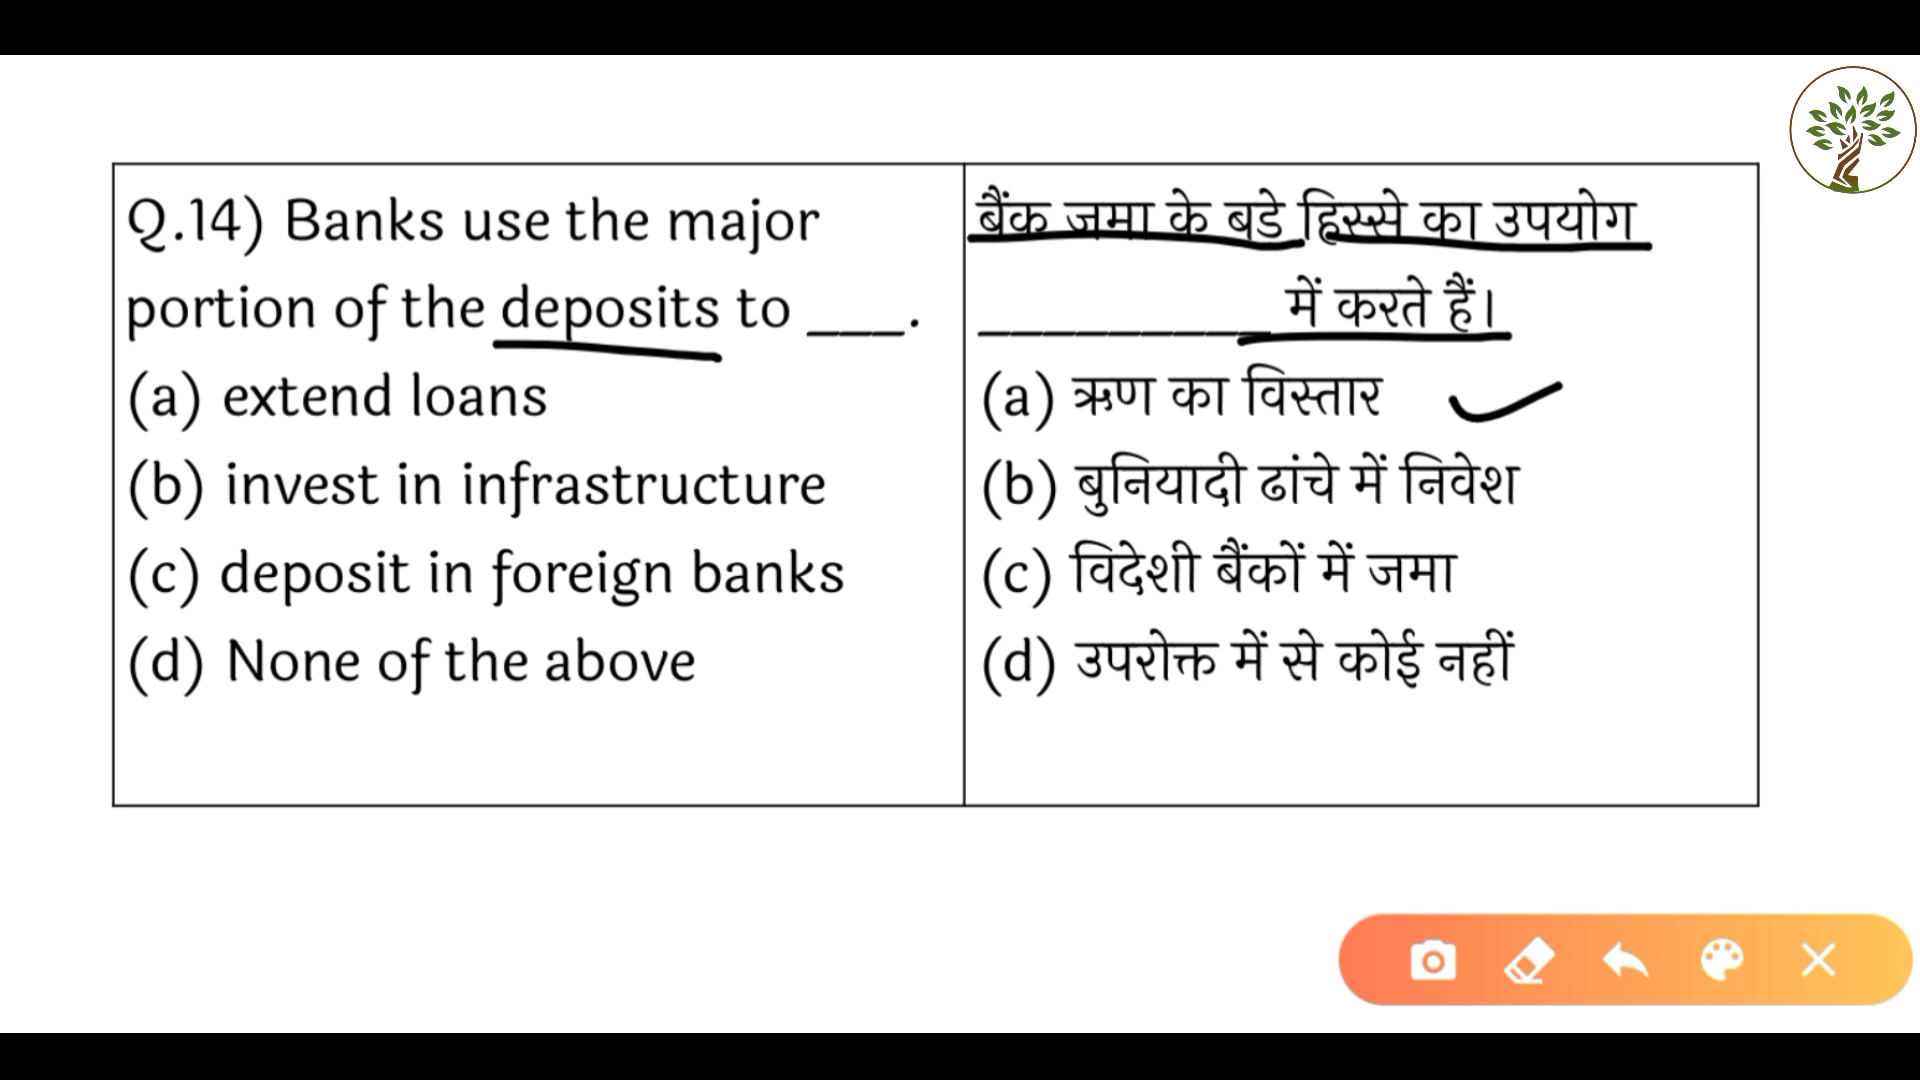 Q.14) Banks use the major
portion of the deposits to ___.
(a) extend loans
(b) invest in infrastructure
(c) deposit in foreign banks
(d) None of the above
बैंक जमा के बडे हिस्से का उपयोग
_________ में करते हैं।
(a) ऋण का विस्तार
(b) बुनियादी ढांचे में निवेश
(c) विदेशी बैंकों में जमा
(d) उपरोक्त में से कोई नहीं